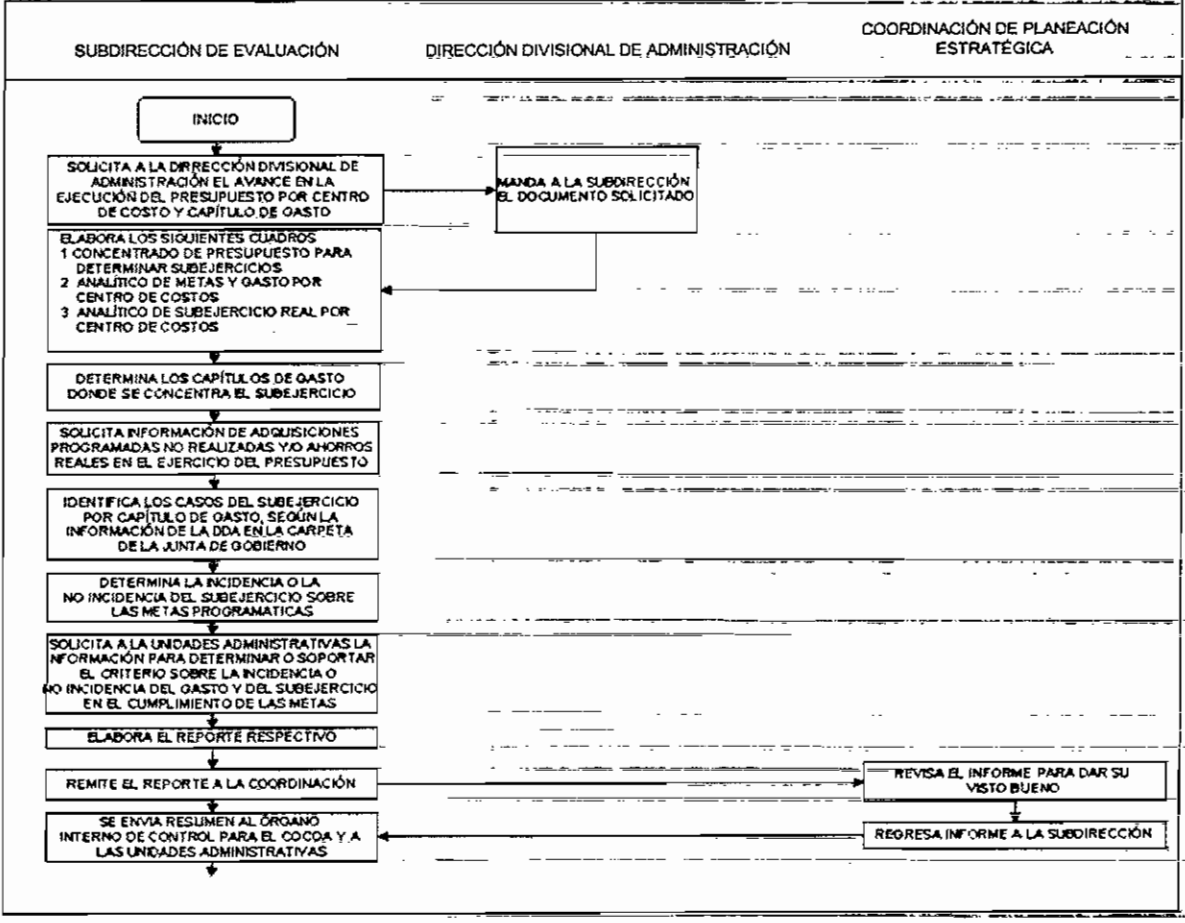 SUBDIRECCIÓN DE EVALUACIÓN
DIRECCIÓN DIVISIONAL DE ADMINISTRACIÓN
COORDINACIÓN DE PLANEACIÓN
ESTRATÉGICA
INICIO
SOLICITA A LA DIRRECCIÓN DIVISIONAL DE
ADMINISTRACIÓN EL AVANCE EN LA
EJECUCIÓN DEL PRESUPUESTO POR CENTRO
DE COSTO Y CAPÍTULO DE GASTO
MANDA A LA SUBDIRECCIÓN
EL DOCUMENTO SOLICITADO
ELABORA LOS SIGUIENTES CUADROS
1 CONCENTRADO DE PRESUPUESTO PARA
DETERMINAR SUBEJERCICIOS
2 ANALÍTICO DE METAS Y GASTO POR
CENTRO DE COSTOS
3 ANALÍTICO DE SUBEJERCICIO REAL POR
CENTRO DE COSTOS
DETERMINA LOS CAPÍTULOS DE GASTO
DONDE SE CONCENTRA EL SUBEJERCICIO
SOLICITA INFORMACIÓN DE ADQUISICIONES
PROGRAMADAS NO REALIZADAS Y/O AHORROS
REALES EN EL EJERCICIO DEL PRESUPUESTO
IDENTIFICA LOS CASOS DEL SUBEJERCICIO
POR CAPÍTULO DE GASTO, SEGÚN LA
INFORMACIÓN DE LA DDA EN LA CARPETA
DE LA JUNTA DE GOBIERNO
DETERMINA LA INCIDENCIA O LA
NO INCIDENCIA DEL SUBEJERCICIO SOBRE
LAS METAS PROGRAMATICAS
SOLICITA A LA UNIDADES ADMINISTRATIVAS LA
INFORMACIÓN PARA DETERMINAR O SOPORTAR
EL CRITERIO SOBRE LA INCIDENCIA O
NO INCIDENCIA DEL GASTO Y DEL SUBEJERCICIO
EN EL CUMPLIMIENTO DE LAS METAS
ELABORA EL REPORTE RESPECTIVO
REMITE EL REPORTE A LA COORDINACIÓN
REVISA EL INFORME PARA DAR SU
VISTO BUENO
REGRESA INFORME A LA SUBDIRECCIÓN
SE ENVIA RESUMEN AL ÓRGANO
INTERNO DE CONTROL PARA EL COCOA Y A
LAS UNIDADES ADMINISTRATIVAS